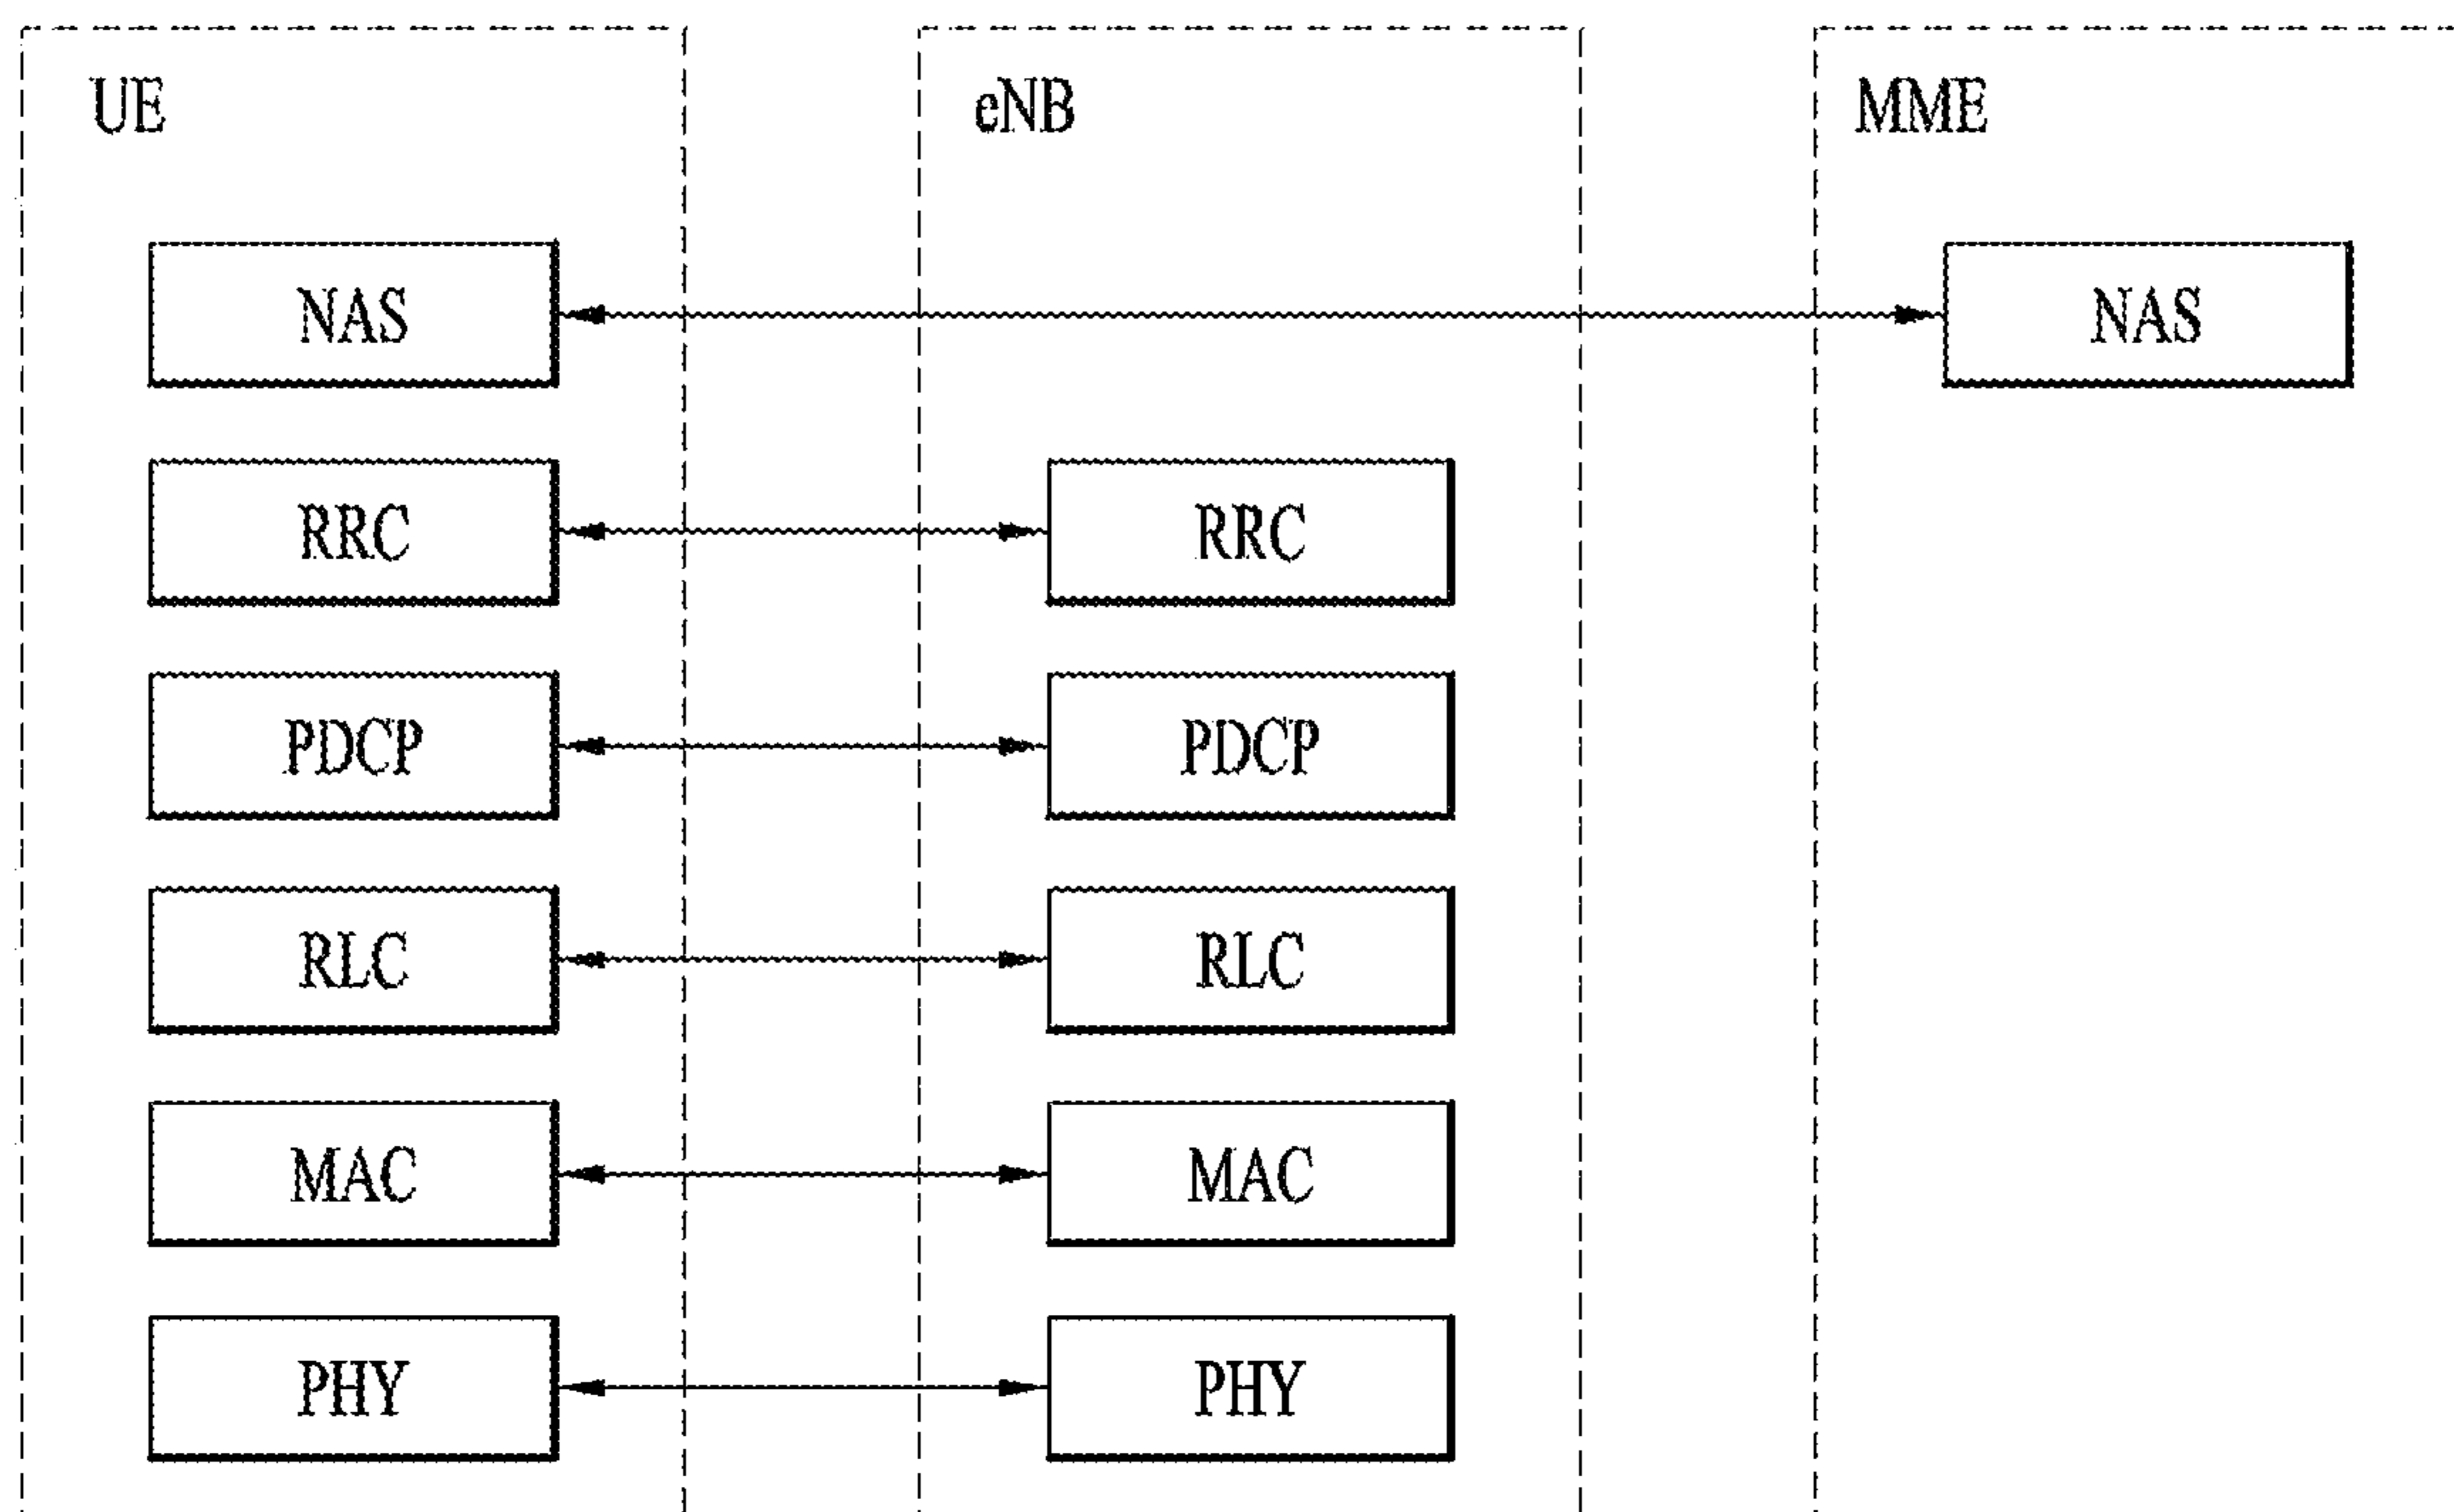 UE eNB MME
NAS NAS
RRC RRC
PDCP PDCP
RLC RLC
MAC MAC
PHY PHY